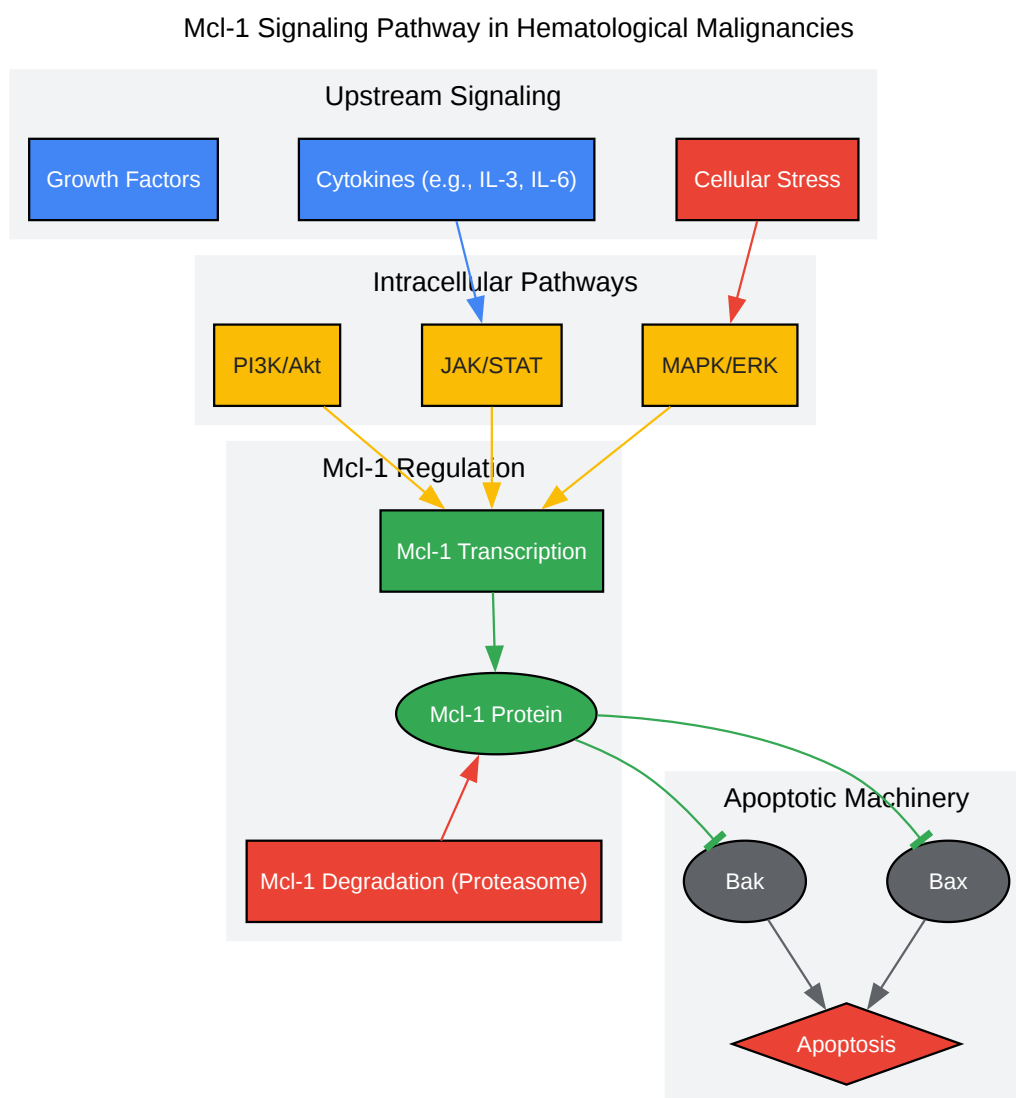 Mcl-1 Signaling Pathway in Hematological Malignancies
Upstream Signaling
Growth Factors
Cytokines (e.g., IL-3, IL-6)
Cellular Stress
Intracellular Pathways
PI3K/Akt
JAK/STAT
MAPK/ERK
Mcl-1 Regulation
Mcl-1 Transcription
Mcl-1 Protein
Apoptotic Machinery
Mcl-1 Degradation (Proteasome)
Bak
Bax
Apoptosis